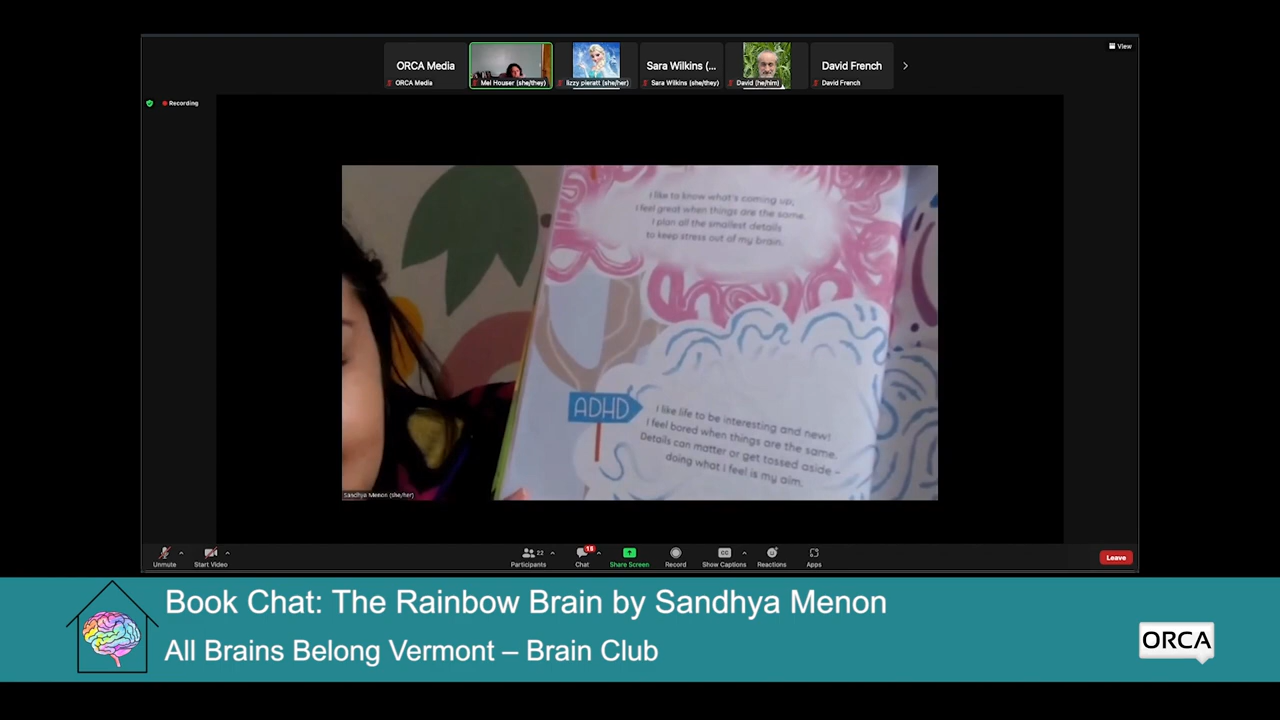 View
ORCA Media
Sara Wilkins (...
David French
ORCA Media
Mel Houser (she/they)
lizzy pieratt (she/her)
Sara Wilkins (she/they)
David (he/him)
David French
Recording
I like to know what's coming up;
I feel great when things are the same.
I plan all the smallest details
to keep stress out of my brain.
ADHD
I like life to be interesting and new!
I feel bored when things are the same.
Details can matter or get tossed aside –
doing what I feel is my aim.
Sandhya Menon (she/her)
Unmute
Start Video
22
Participants
15
Chat
Share Screen
Record
CC
Show Captions
Reactions
Apps
Leave
Book Chat: The Rainbow Brain by Sandhya Menon
All Brains Belong Vermont – Brain Club
ORCA